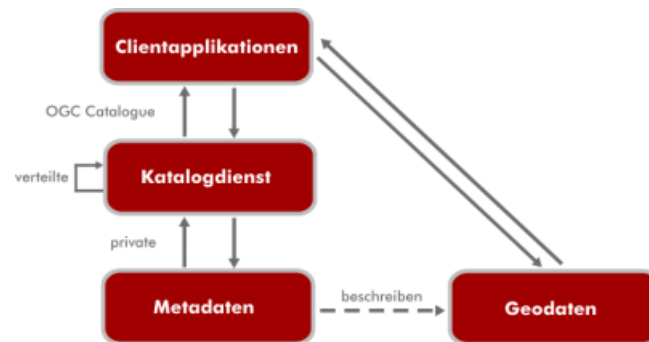 Clientapplikationen
OGC Catalogue
verteilte
Katalogdienst
private
beschreiben
Metadaten
Geodaten